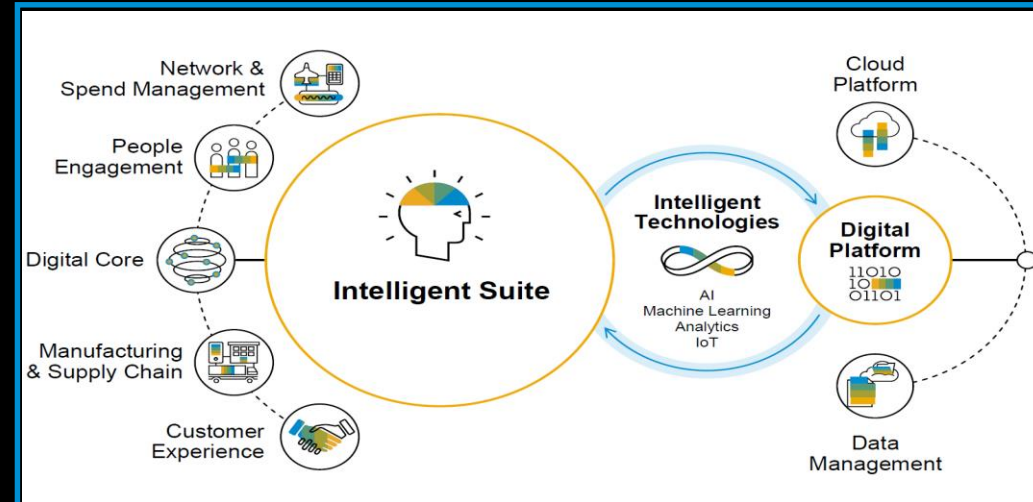 Network &
Spend Management
People
Engagement
Digital Core
Manufacturing
& Supply Chain
Customer
Experience
Intelligent Suite
Intelligent
Technologies
AI
Machine Learning
Analytics
IoT
Digital
Platform
11010
10
01101
Cloud
Platform
Data
Management